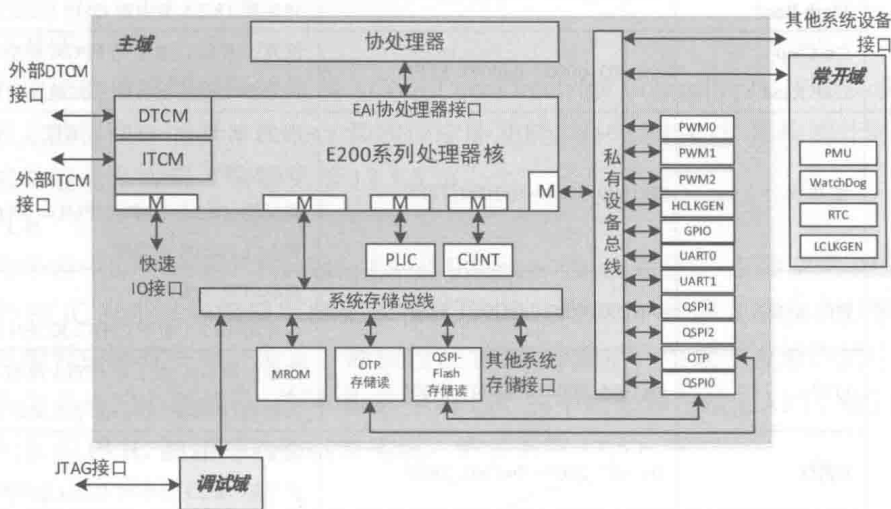 主域
协处理器
其他系统设备
接口
外部DTCM
接口
DTCM
ITCM
EAI协处理器接口
E200系列处理器核
外部ITCM
接口
M
M
M
M
M
快速
IO接口
PLIC
CLINT
私有设备总线
PWM0
PWM1
PWM2
HCLKGEN
GPIO
UART0
UART1
QSPI1
QSPI2
OTP
QSPI0
常开域
PMU
WatchDog
RTC
LCLKGEN
系统存储总线
MROM
OTP
存储读
QSPI-
Flash
存储读
其他系统
存储接口
JTAG接口
调试域